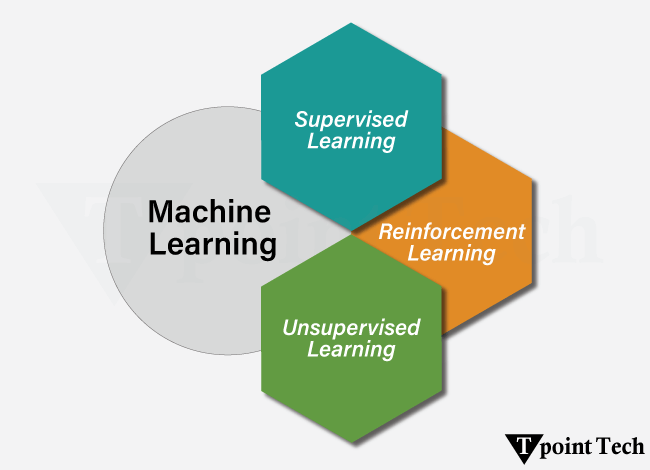 Supervised
Learning
Machine
Learning
Reinforcement
Learning
Unsupervised
Learning
Tpoint Tech